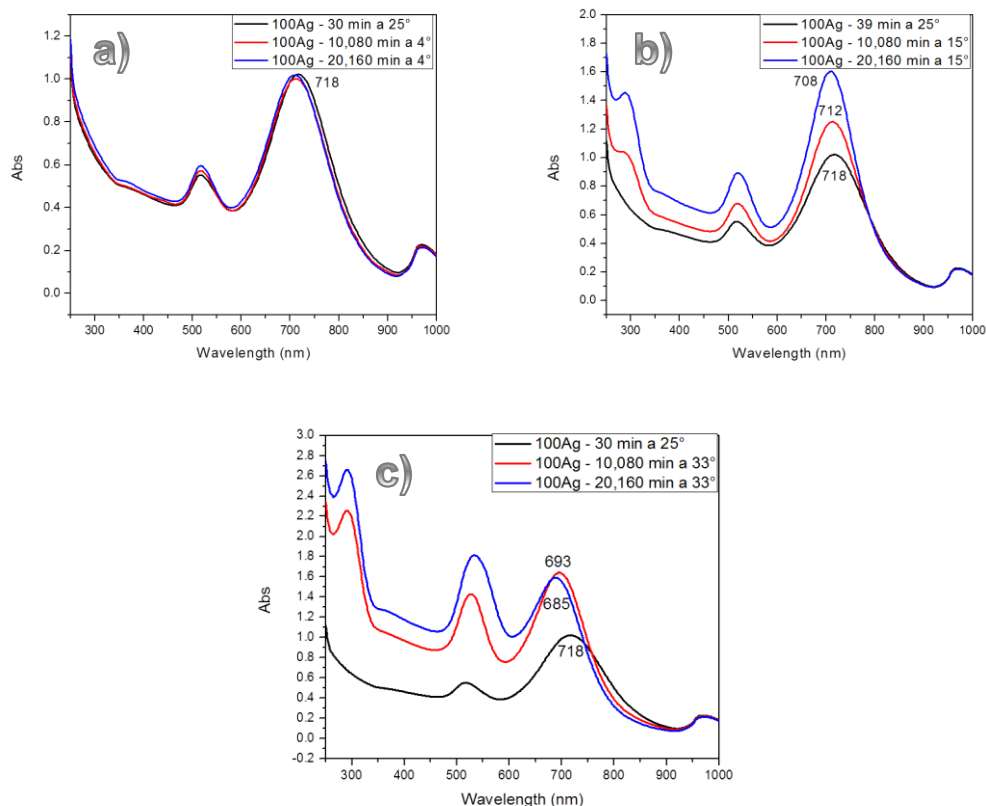 a)
100Ag - 30 min a 25°
100Ag - 10,080 min a 4°
100Ag - 20,160 min a 4°
718
Abs
1.2
1.0
0.8
0.6
0.4
0.2
0.0
300 400 500 600 700 800 900 1000
Wavelength (nm)
b)
100Ag - 39 min a 25°
100Ag - 10,080 min a 15°
100Ag - 20,160 min a 15°
708
712
718
Abs
2.0
1.8
1.6
1.4
1.2
1.0
0.8
0.6
0.4
0.2
0.0
300 400 500 600 700 800 900 1000
Wavelength (nm)
c)
100Ag - 30 min a 25°
100Ag - 10,080 min a 33°
100Ag - 20,160 min a 33°
693
685
718
Abs
3.0
2.8
2.6
2.4
2.2
2.0
1.8
1.6
1.4
1.2
1.0
0.8
0.6
0.4
0.2
0.0
-0.2
300 400 500 600 700 800 900 1000
Wavelength (nm)